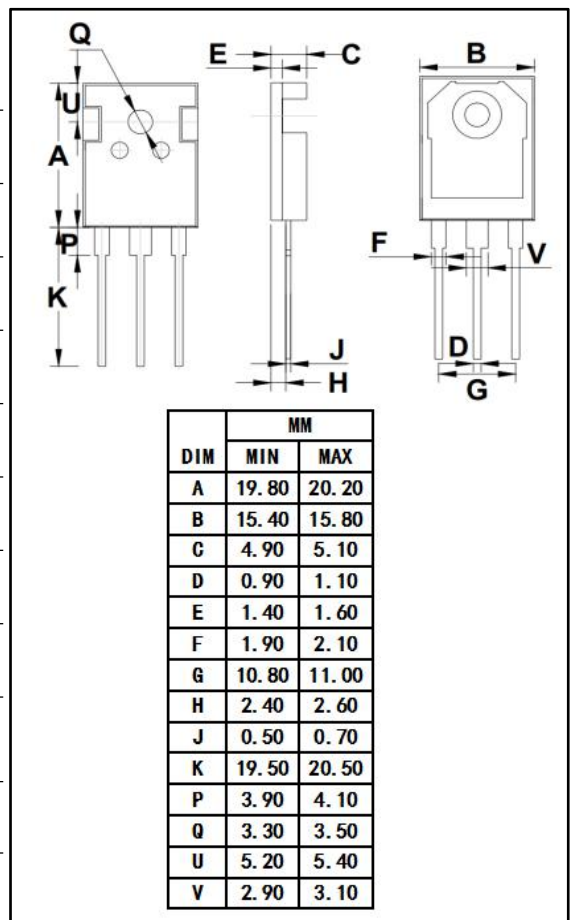 Q
E C
B
U
A
P
K
F V
J
D
H
G
MM
DIM MIN MAX
A 19.80 20.20
B 15.40 15.80
C 4.90 5.10
D 0.90 1.10
E 1.40 1.60
F 1.90 2.10
G 10.80 11.00
H 2.40 2.60
J 0.50 0.70
K 19.50 20.50
P 3.90 4.10
Q 3.30 3.50
U 5.20 5.40
V 2.90 3.10